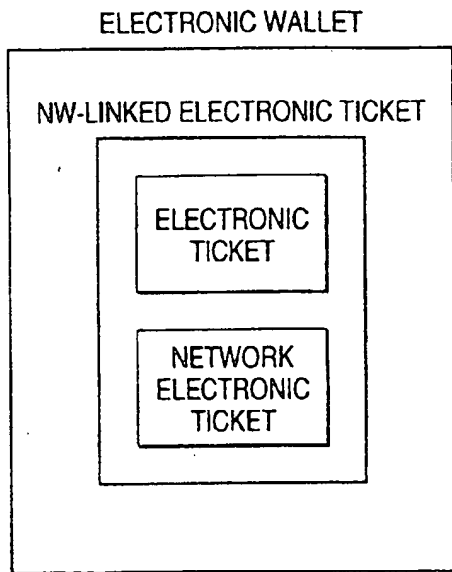 ELECTRONIC WALLET
NW-LINKED ELECTRONIC TICKET
ELECTRONIC
TICKET
NETWORK
ELECTRONIC
TICKET